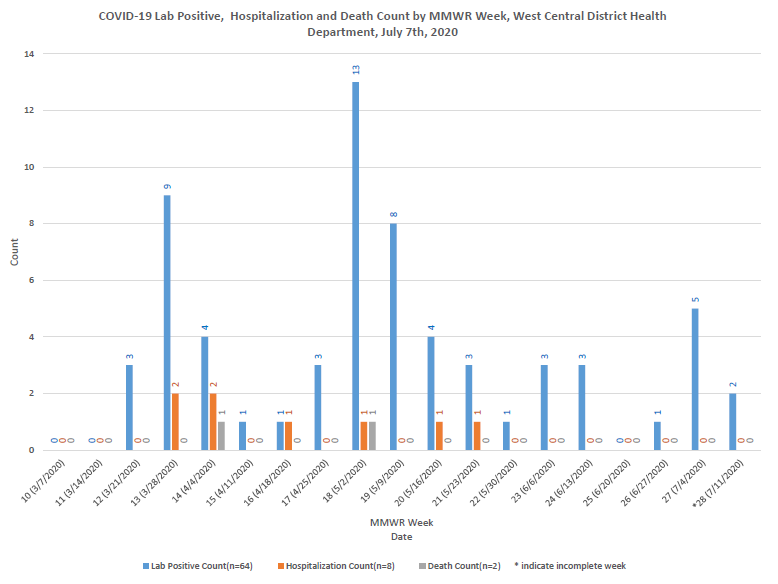 COVID-19 Lab Positive,  Hospitalization and Death Count by MMWR Week, West Central District Health
Department, July 7th, 2020
14
12
10
8
6
4
2
0
Count
0 0 0
0 0 0
3 0 0
9 2 0
4 2 1
1 0 0
1 1 0
3 0 0
13 1 1
8 0 0
4 1 0
3 1 0
1 0 0
3 0 0
3 0 0
0 0 0
1 0 0
5 0 0
2 0 0
10 (3/7/2020)
11 (3/14/2020)
12 (3/21/2020)
13 (3/28/2020)
14 (4/4/2020)
15 (4/11/2020)
16 (4/18/2020)
17 (4/25/2020)
18 (5/2/2020)
19 (5/9/2020)
20 (5/16/2020)
21 (5/23/2020)
22 (5/30/2020)
23 (6/6/2020)
24 (6/13/2020)
25 (6/20/2020)
26 (6/27/2020)
27 (7/4/2020)
*28 (7/11/2020)
MMWR Week
Date
Lab Positive Count(n=64) Hospitalization Count(n=8) Death Count(n=2) * indicate incomplete week